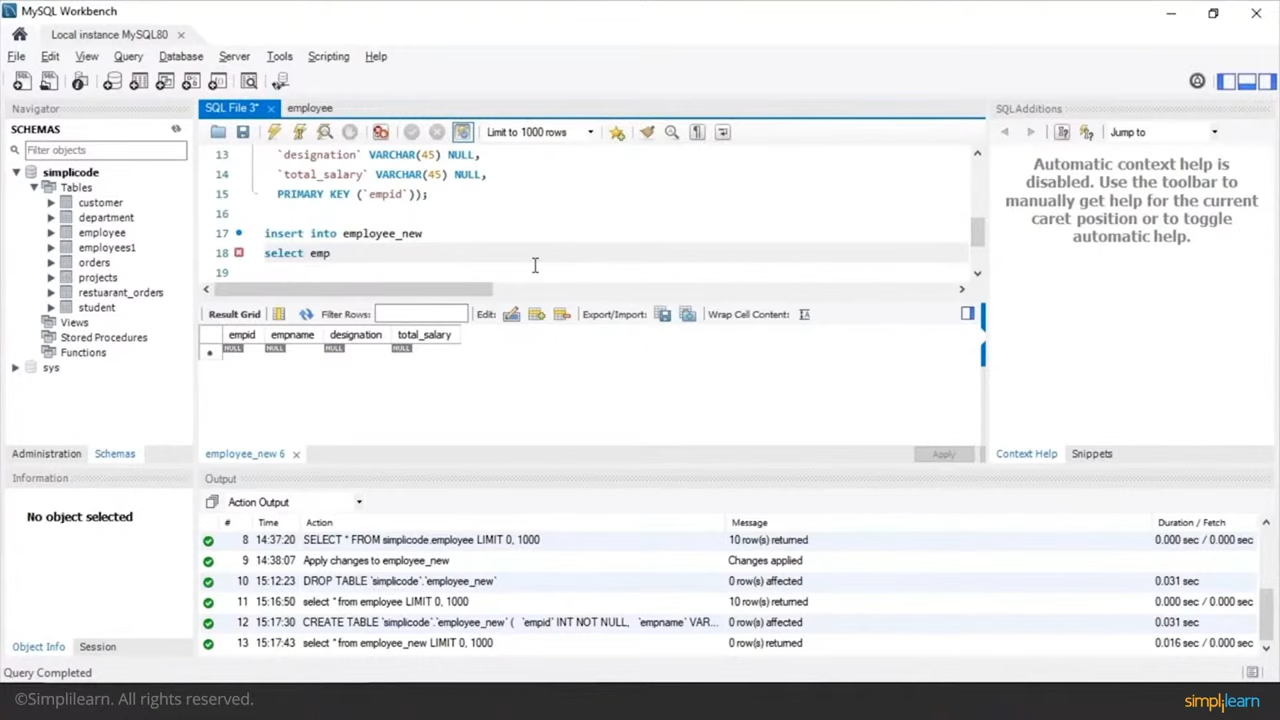 MySQL Workbench
Local instance MySQL80
File Edit View Query Database Server Tools Scripting Help
Navigator
SCHEMAS
Filter objects
simplicode
Tables
customer
department
employee
employees1
orders
projects
restuarant_orders
student
Views
Stored Procedures
Functions
sys
Administration Schemas
Information
No object selected
Object Info Session
SQL File 3* employee
Limit to 1000 rows
13 `designation` VARCHAR(45) NULL,
14 `total_salary` VARCHAR(45) NULL,
15 PRIMARY KEY (`empid`));
16
17 insert into employee_new
18 select emp
19
Result Grid Filter Rows: Edit: Export/Import: Wrap Cell Content:
empid empname designation total_salary
NULL NULL NULL NULL
employee_new 6
Apply
SQLAdditions
Jump to
Automatic context help is
disabled. Use the toolbar to
manually get help for the current
caret position or to toggle
automatic help.
Context Help Snippets
Output
Action Output
# Time Action Message Duration / Fetch
8 14:37:20 SELECT * FROM simplicode.employee LIMIT 0, 1000 10 row(s) returned 0.000 sec / 0.000 sec
9 14:38:07 Apply changes to employee_new Changes applied
10 15:12:23 DROP TABLE `simplicode`.`employee_new` 0 row(s) affected 0.031 sec
11 15:16:50 select * from employee LIMIT 0, 1000 10 row(s) returned 0.000 sec / 0.000 sec
12 15:17:30 CREATE TABLE `simplicode`.`employee_new` ( `empid` INT NOT NULL, `empname` VAR... 0 row(s) affected 0.031 sec
13 15:17:43 select * from employee_new LIMIT 0, 1000 0 row(s) returned 0.016 sec / 0.000 sec
Query Completed
©Simplilearn. All rights reserved.
simplilearn